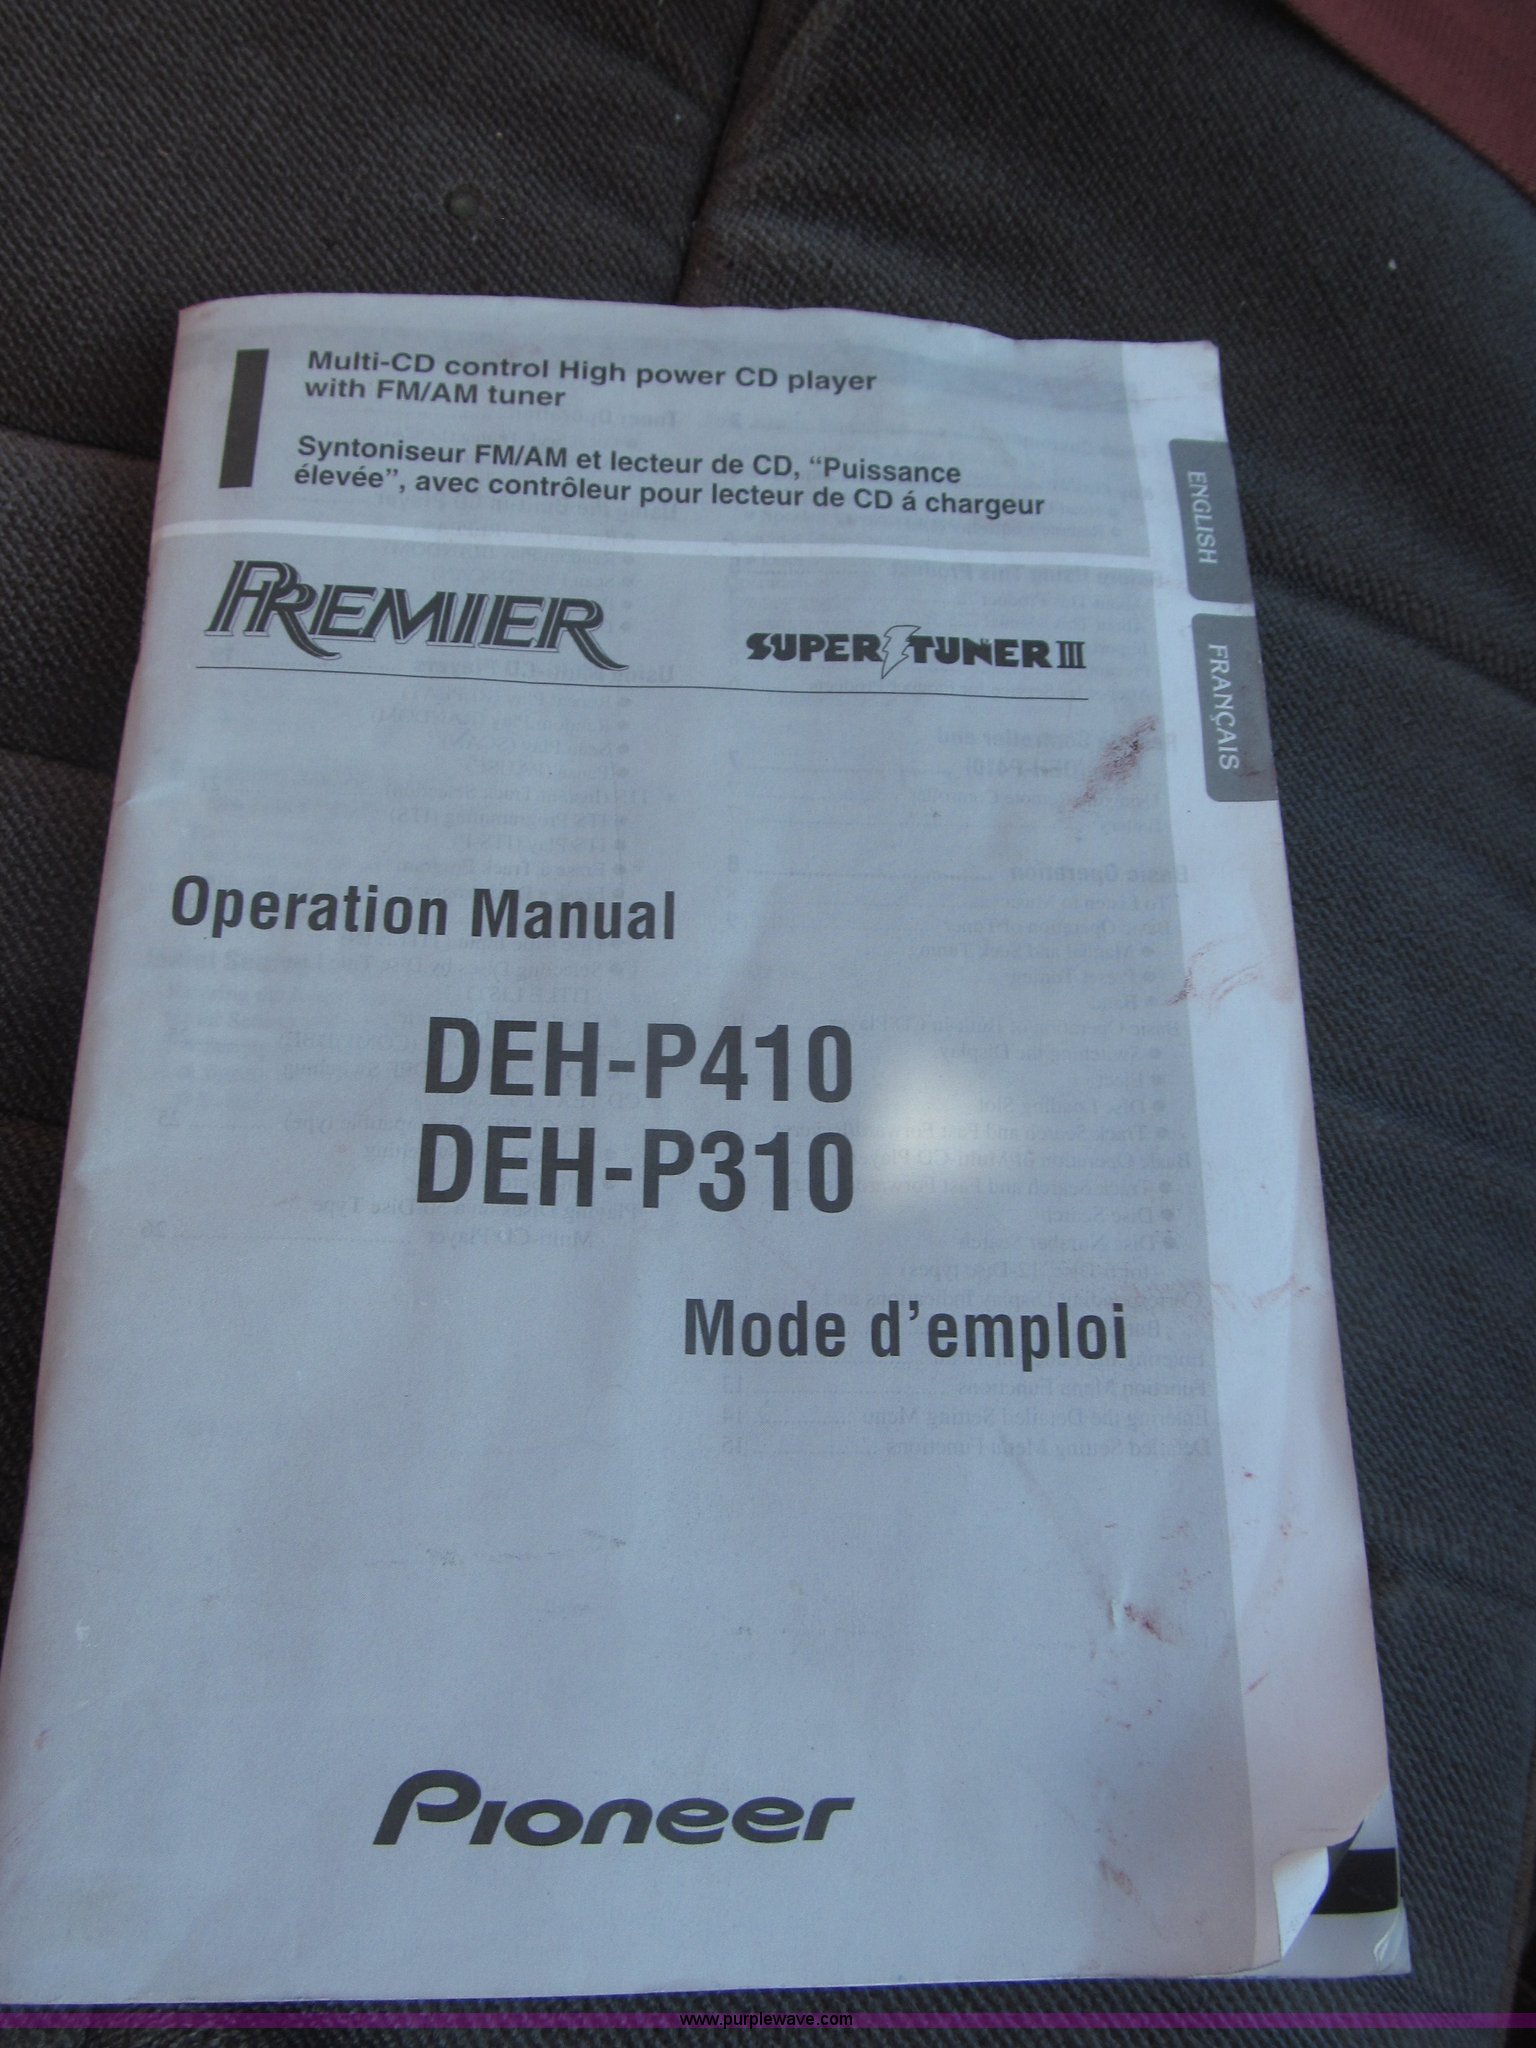 Multi-CD control High power CD player
with FM/AM tuner
Syntoniseur FM/AM et lecteur de CD, “Puissance
élevée”, avec contrôleur pour lecteur de CD á chargeur
ENGLISH
FRANÇAIS
PREMIER
SUPER TUNER III
Operation Manual
DEH-P410
DEH-P310
Mode d’emploi
Pioneer
www.purplewave.com